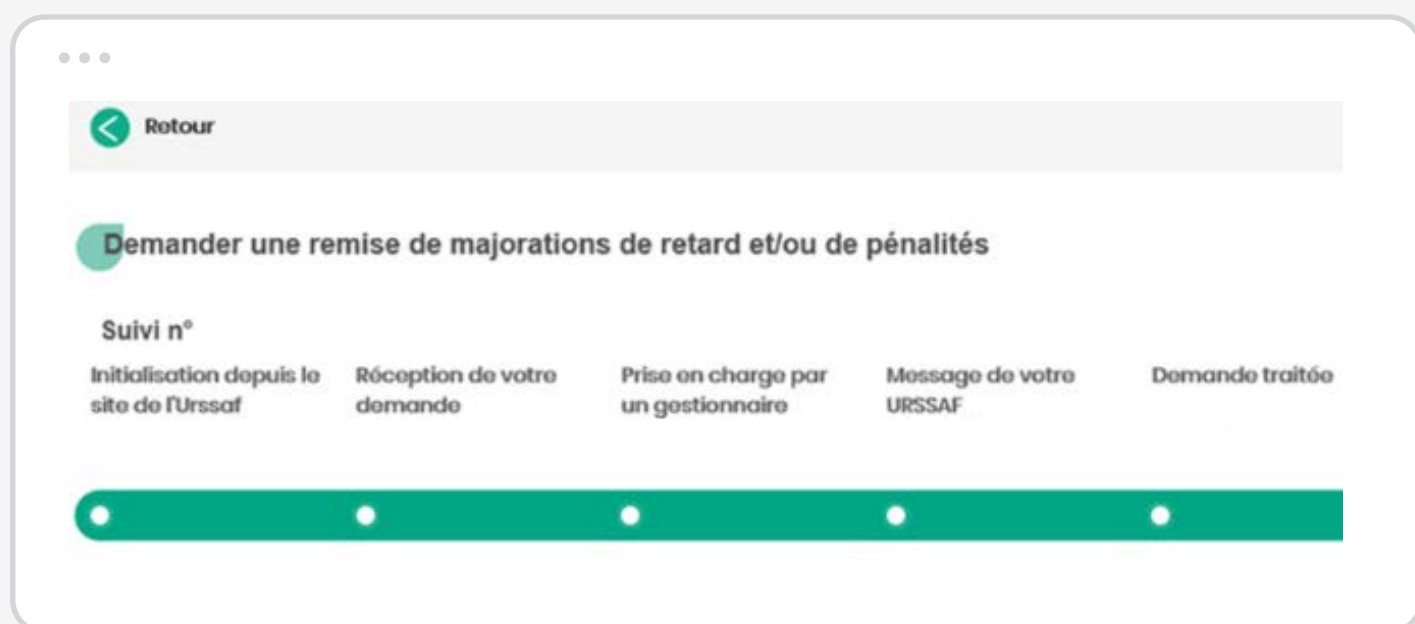 Retour
Demander une remise de majorations de retard et/ou de pénalités
Suivi n°
Initialisation depuis le
site de l'Urssaf
Réception de votre
demande
Prise en charge par
un gestionnaire
Message de votre
URSSAF
Demande traitée